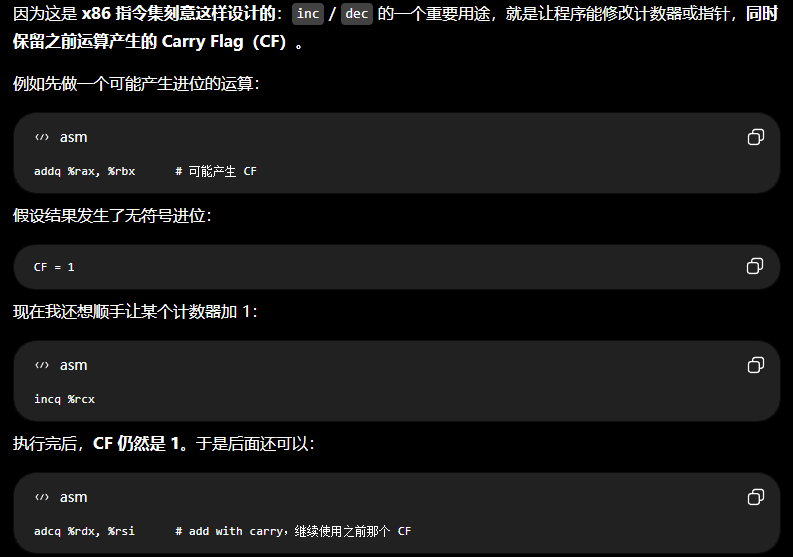 因为这是 x86 指令集刻意这样设计的：inc / dec 的一个重要用途，就是让程序能修改计数器或指针，同时
保留之前运算产生的 Carry Flag（CF）。
例如先做一个可能产生进位的运算：
asm
addq %rax, %rbx # 可能产生 CF
假设结果发生了无符号进位：
CF = 1
现在我还想顺手让某个计数器加 1：
asm
incq %rcx
执行完后，CF 仍然是 1。于是后面还可以：
asm
adcq %rdx, %rsi # add with carry，继续使用之前那个 CF